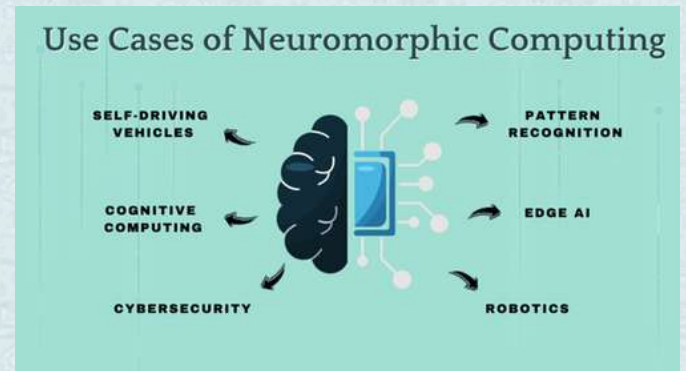 Use Cases of Neuromorphic Computing
SELF-DRIVING
VEHICLES
PATTERN
RECOGNITION
COGNITIVE
COMPUTING
EDGE AI
CYBERSECURITY
ROBOTICS